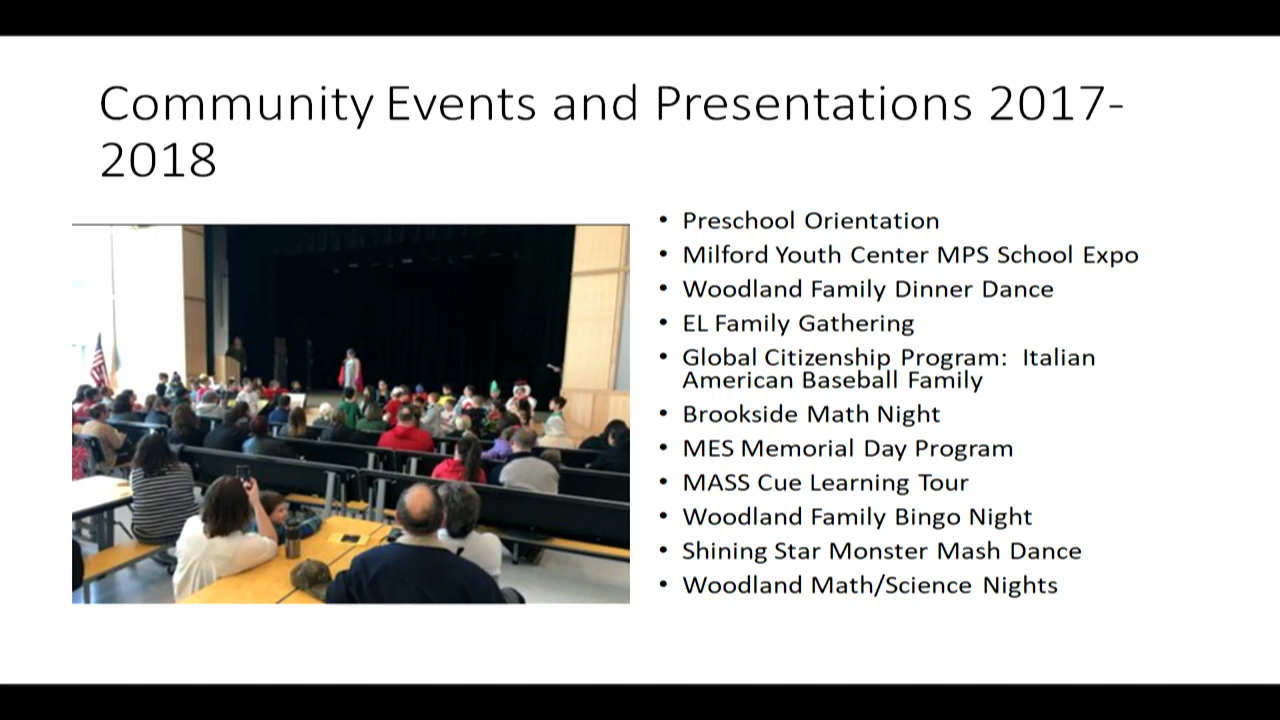 Community Events and Presentations 2017-
2018
• Preschool Orientation
• Milford Youth Center MPS School Expo
• Woodland Family Dinner Dance
• EL Family Gathering
• Global Citizenship Program:  Italian
American Baseball Family
• Brookside Math Night
• MES Memorial Day Program
• MASS Cue Learning Tour
• Woodland Family Bingo Night
• Shining Star Monster Mash Dance
• Woodland Math/Science Nights